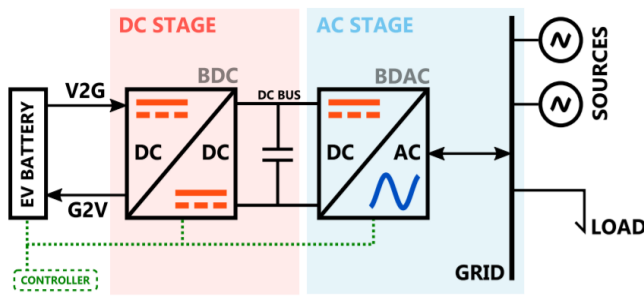 DC STAGE
AC STAGE
BDC
BDAC
V2G
DC BUS
SOURCES
EV BATTERY
DC
DC
DC
AC
G2V
LOAD
CONTROLLER
GRID